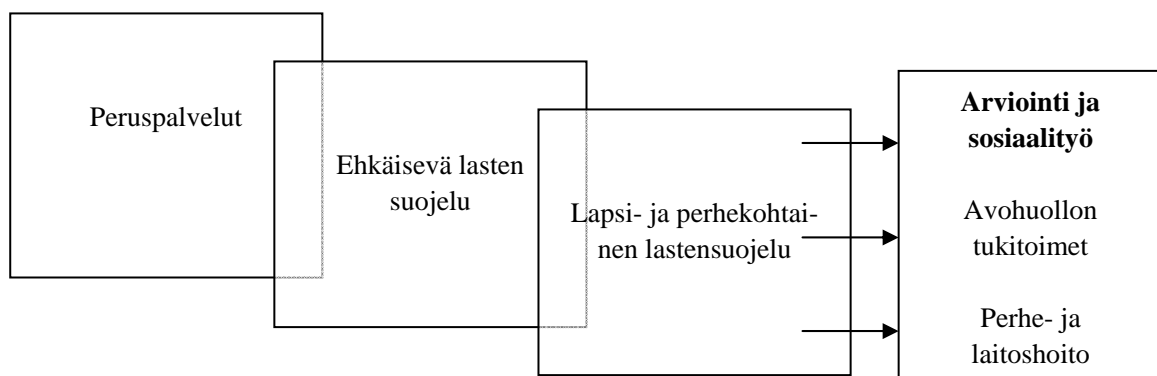 Peruspalvelut
Ehkäisevä lasten
suojelu
Lapsi- ja perhekohtai-
nen lastensuojelu
Arviointi ja
sosiaalityö
Avohuollon
tukitoimet
Perhe- ja
laitoshoito